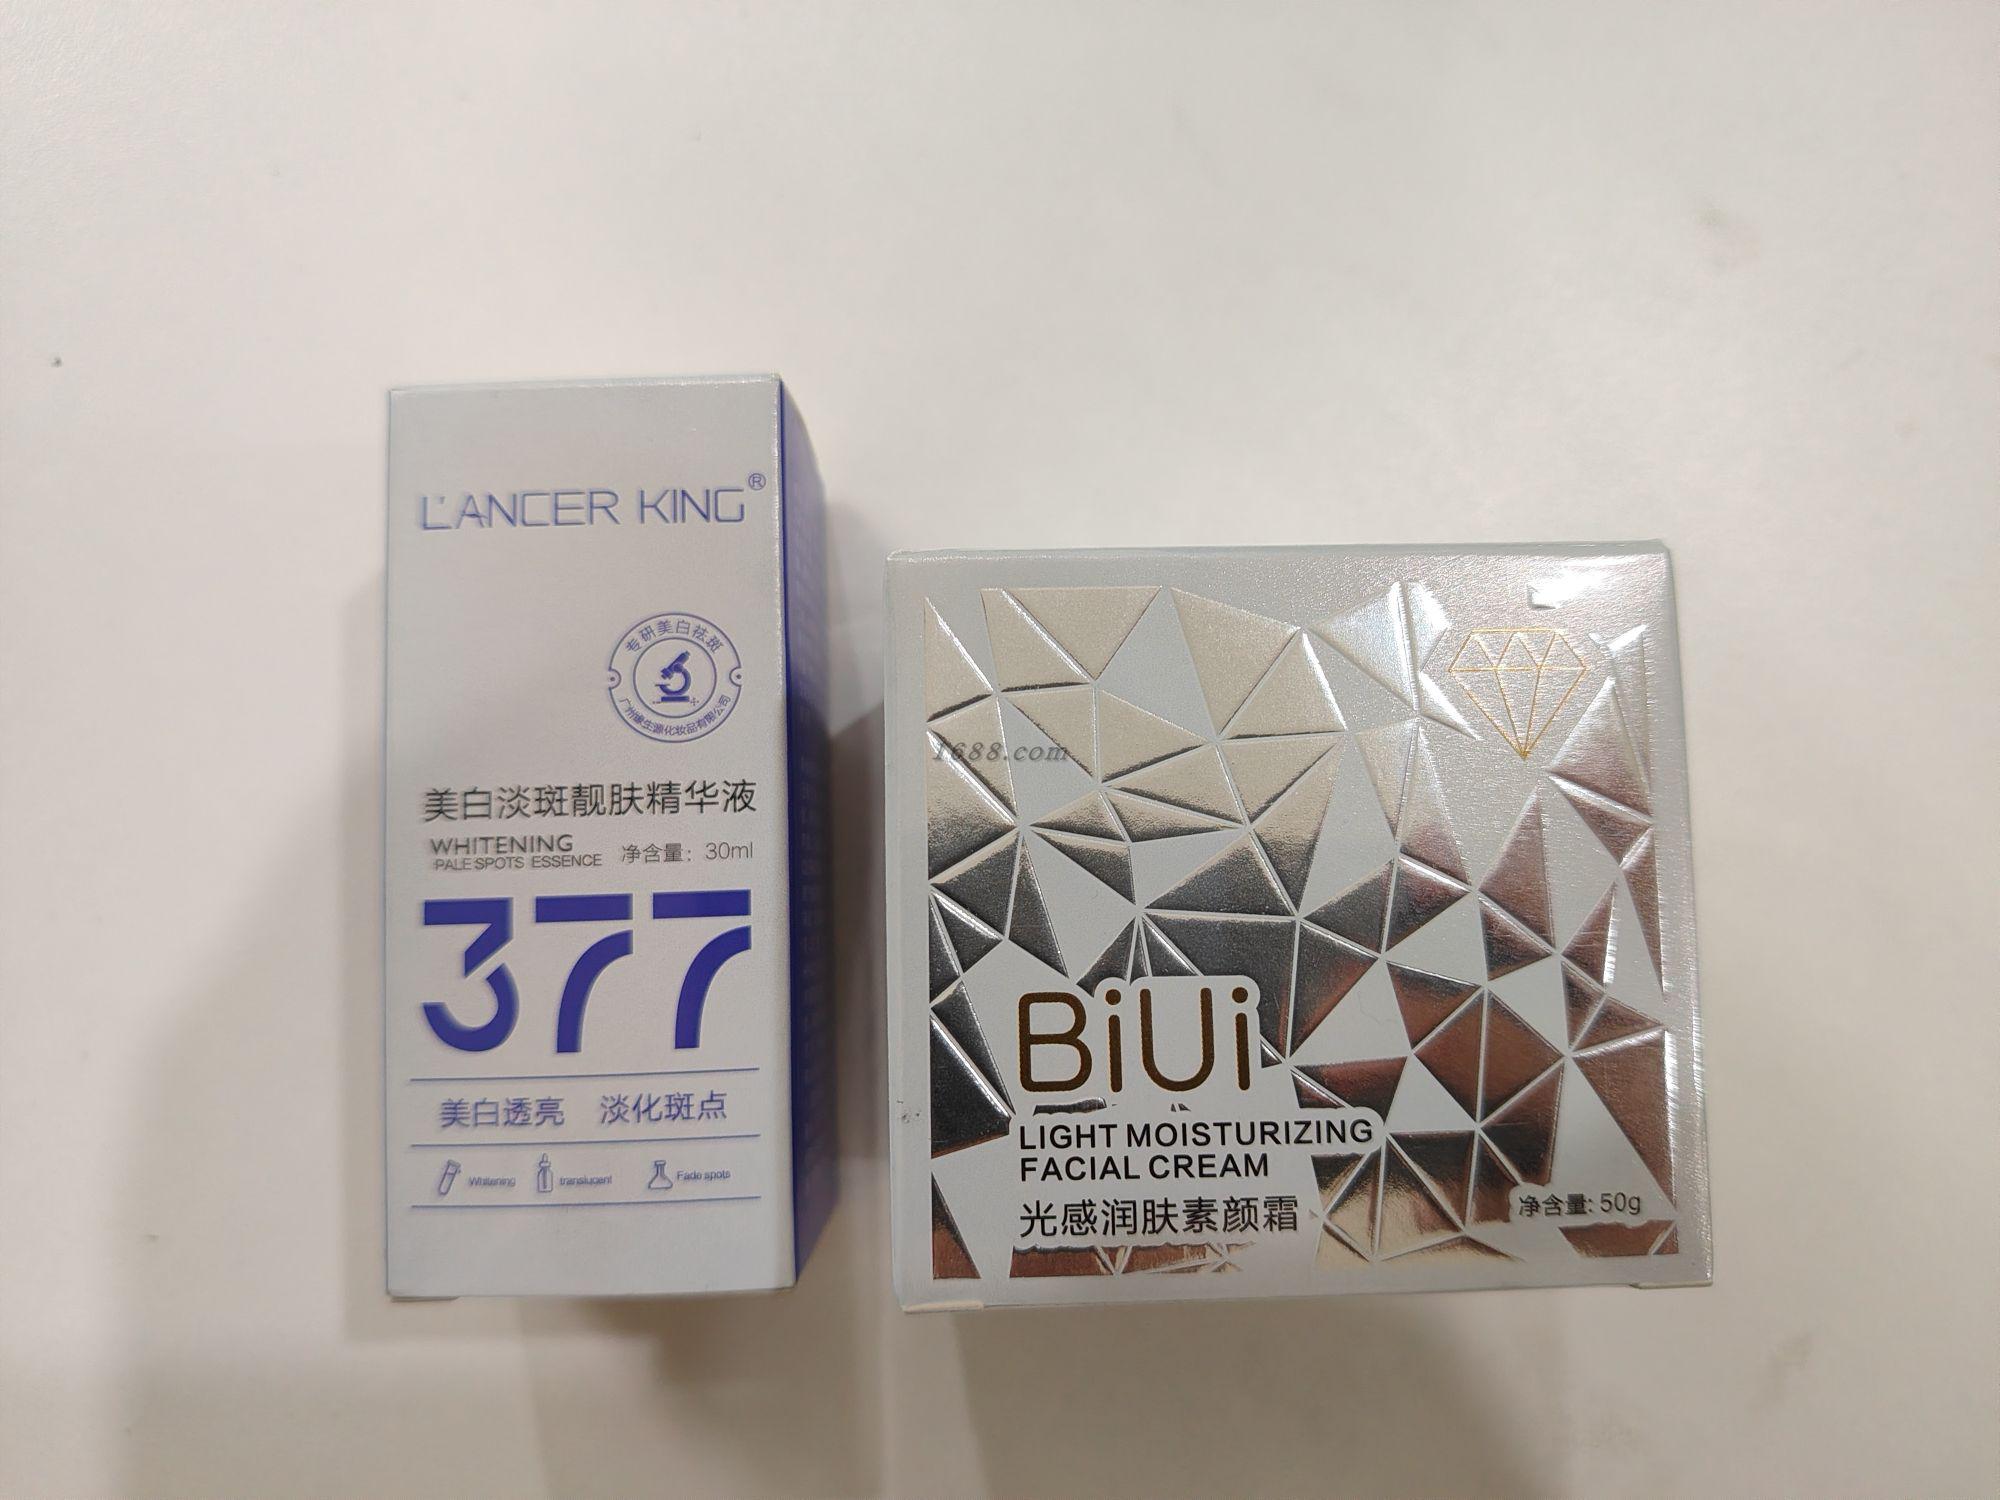 L'ANCER KING®
专研美白祛斑
美白淡斑靓肤精华液
WHITENING
PALE SPOTS ESSENCE
净含量：30ml
377
美白透亮 淡化斑点
Whitening
translucent
Fade spots
1688.com
BiUi
LIGHT MOISTURIZING
FACIAL CREAM
光感润肤素颜霜
净含量: 50g